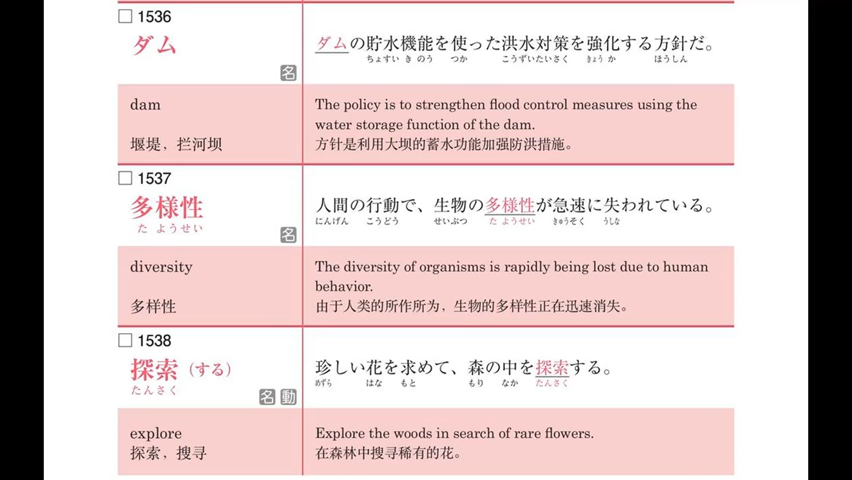 1536
ダム
名
ダムの貯水機能を使った洪水対策を強化する方針だ。
ちょすい き のう つか こうずいたいさく きょう か ほうしん
dam
堰堤，拦河坝
The policy is to strengthen flood control measures using the
water storage function of the dam.
方针是利用大坝的蓄水功能加强防洪措施。
1537
多様性
た ようせい
名
人間の行動で、生物の多様性が急速に失われている。
にんげん こうどう せいぶつ た ようせい きゅうそく うしな
diversity
多样性
The diversity of organisms is rapidly being lost due to human
behavior.
由于人类的所作所为，生物的多样性正在迅速消失。
1538
探索（する）
たんさく
名 動
珍しい花を求めて、森の中を探索する。
めずら はな もと もり なか たんさく
explore
探索，搜寻
Explore the woods in search of rare flowers.
在森林中搜寻稀有的花。